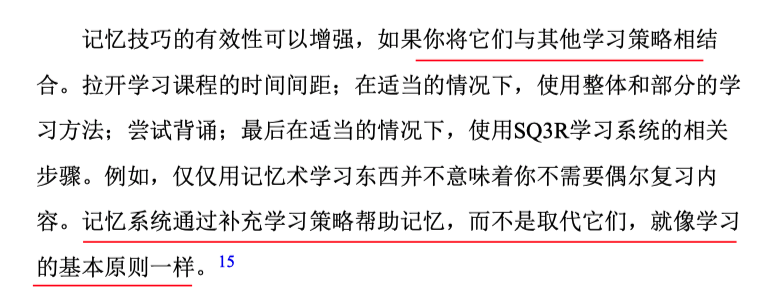 记忆技巧的有效性可以增强，如果你将它们与其他学习策略相结
合。拉开学习课程的时间间距；在适当的情况下，使用整体和部分的学
习方法；尝试背诵；最后在适当的情况下，使用SQ3R学习系统的相关
步骤。例如，仅仅用记忆术学习东西并不意味着你不需要偶尔复习内
容。记忆系统通过补充学习策略帮助记忆，而不是取代它们，就像学习
的基本原则一样。15